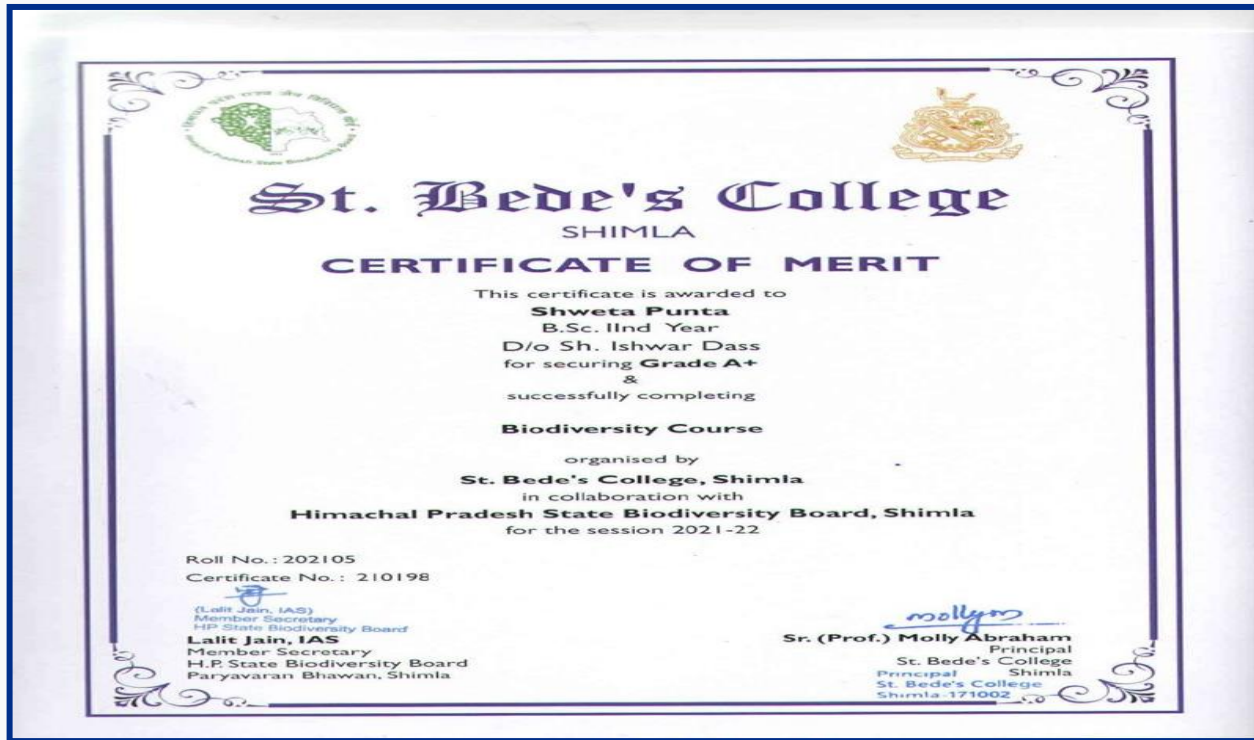 St. Bede's College
SHIMLA
CERTIFICATE OF MERIT
This certificate is awarded to
Shweta Punta
B.Sc. IInd Year
D/o Sh. Ishwar Dass
for securing Grade A+
&
successfully completing
Biodiversity Course
organised by
St. Bede's College, Shimla
in collaboration with
Himachal Pradesh State Biodiversity Board, Shimla
for the session 2021-22
Roll No.: 202105
Certificate No.: 210198
(Lalit Jain, IAS)
Member Secretary
HP State Biodiversity Board
Lalit Jain, IAS
Member Secretary
H.P. State Biodiversity Board
Paryavaran Bhawan, Shimla
Sr. (Prof.) Molly Abraham
Principal
St. Bede's College
Shimla
Principal
St. Bede's College
Shimla-171002